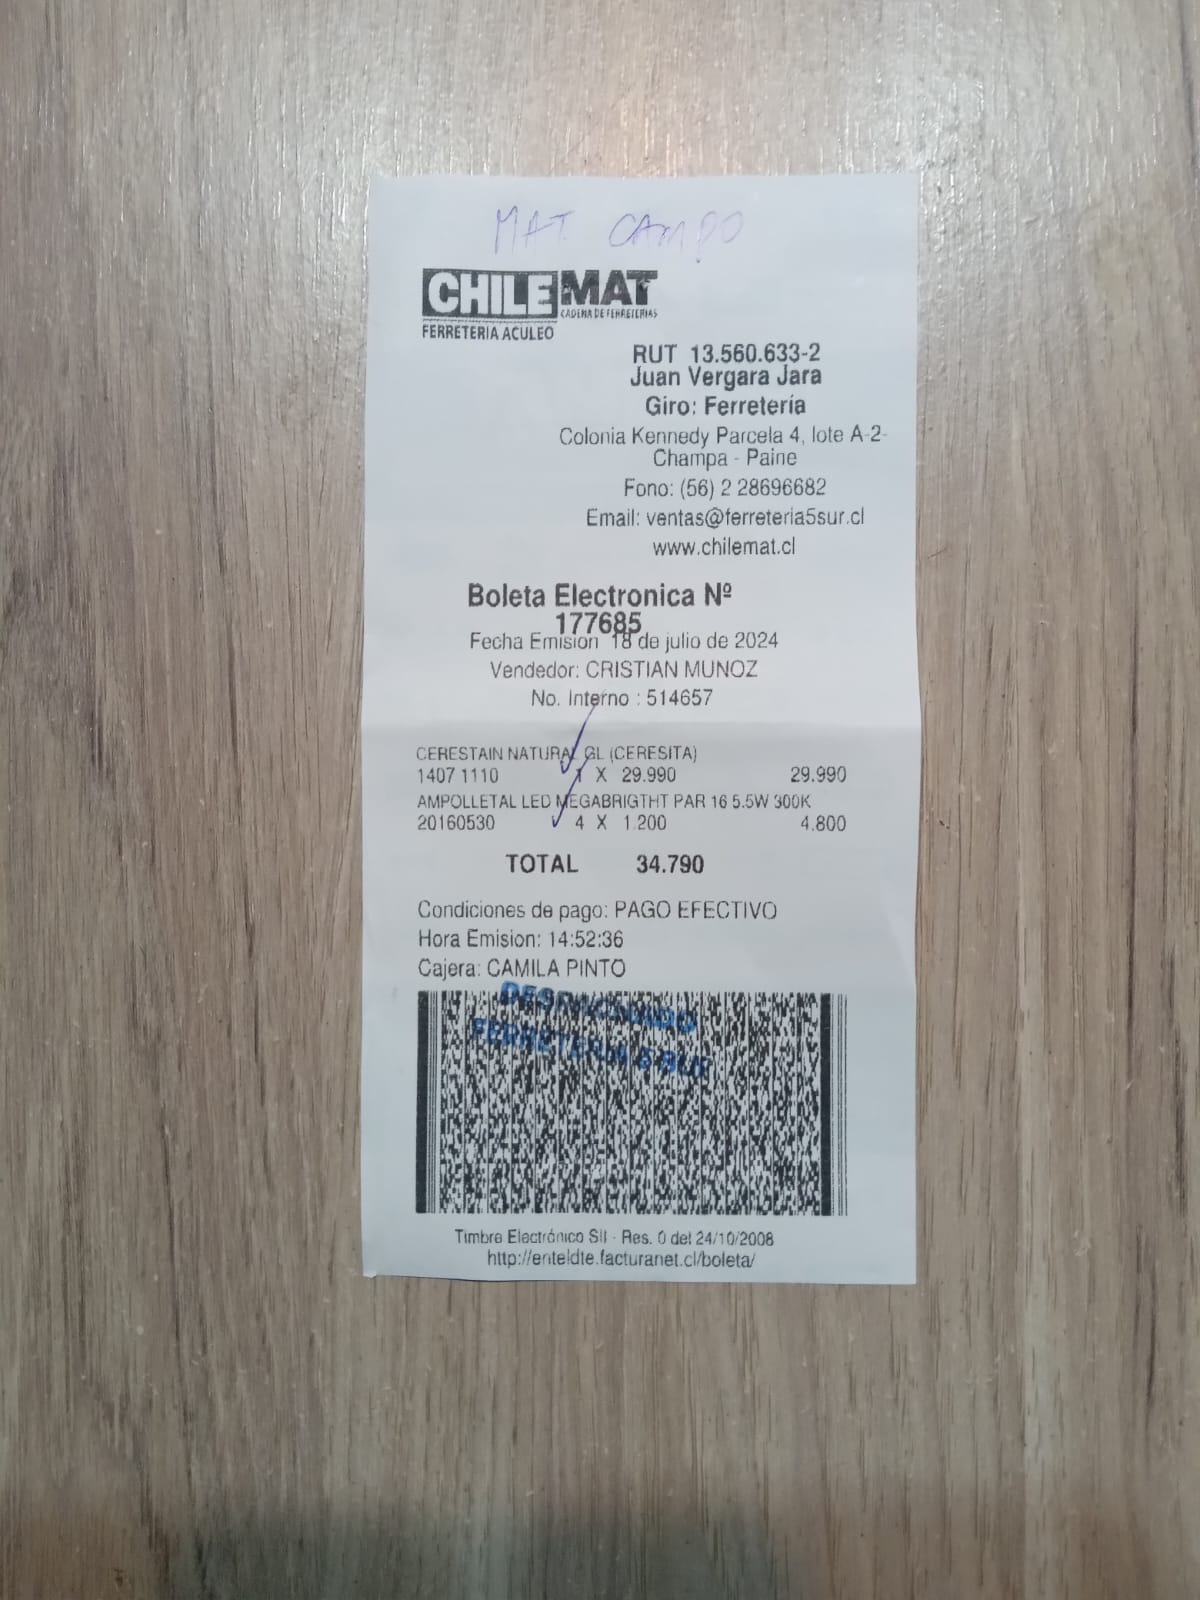 MAT. CAMPO
CHILEMAT
CADENA DE FERRETERIAS
FERRETERIA ACULEO
RUT 13.560.633-2
Juan Vergara Jara
Giro: Ferretería
Colonia Kennedy Parcela 4, lote A-2-
Champa - Paine
Fono: (56) 2 28696682
Email: ventas@ferreteria5sur.cl
www.chilemat.cl
Boleta Electronica Nº
177685
Fecha Emision 18 de julio de 2024
Vendedor: CRISTIAN MUNOZ
No. Interno : 514657
CERESTAIN NATURAL GL (CERESITA)
1407 1110 1 X 29.990 29.990
AMPOLLETAL LED MEGABRIGTHT PAR 16 5.5W 300K
20160530 4 X 1.200 4.800
TOTAL 34.790
Condiciones de pago: PAGO EFECTIVO
Hora Emision: 14:52:36
Cajera: CAMILA PINTO
DESPACHADO
FERRETERIA 5 SUR
Timbre Electrónico SII - Res. 0 del 24/10/2008
http://enteldte.facturanet.cl/boleta/